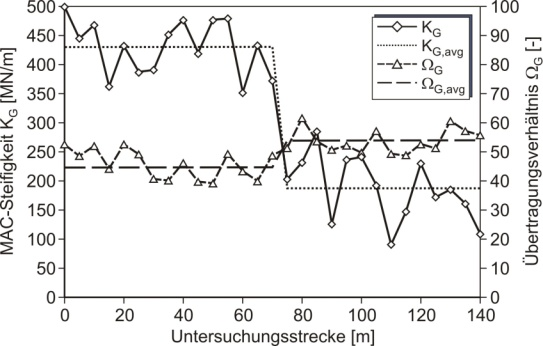 MAC-Steifigkeit K_G [MN/m]
500
450
400
350
300
250
200
150
100
50
0
K_G
K_G,avg
Ω_G
Ω_G,avg
100
90
80
70
60
50
40
30
20
10
0
Übertragungsverhältnis Ω_G [-]
0 20 40 60 80 100 120 140
Untersuchungsstrecke [m]